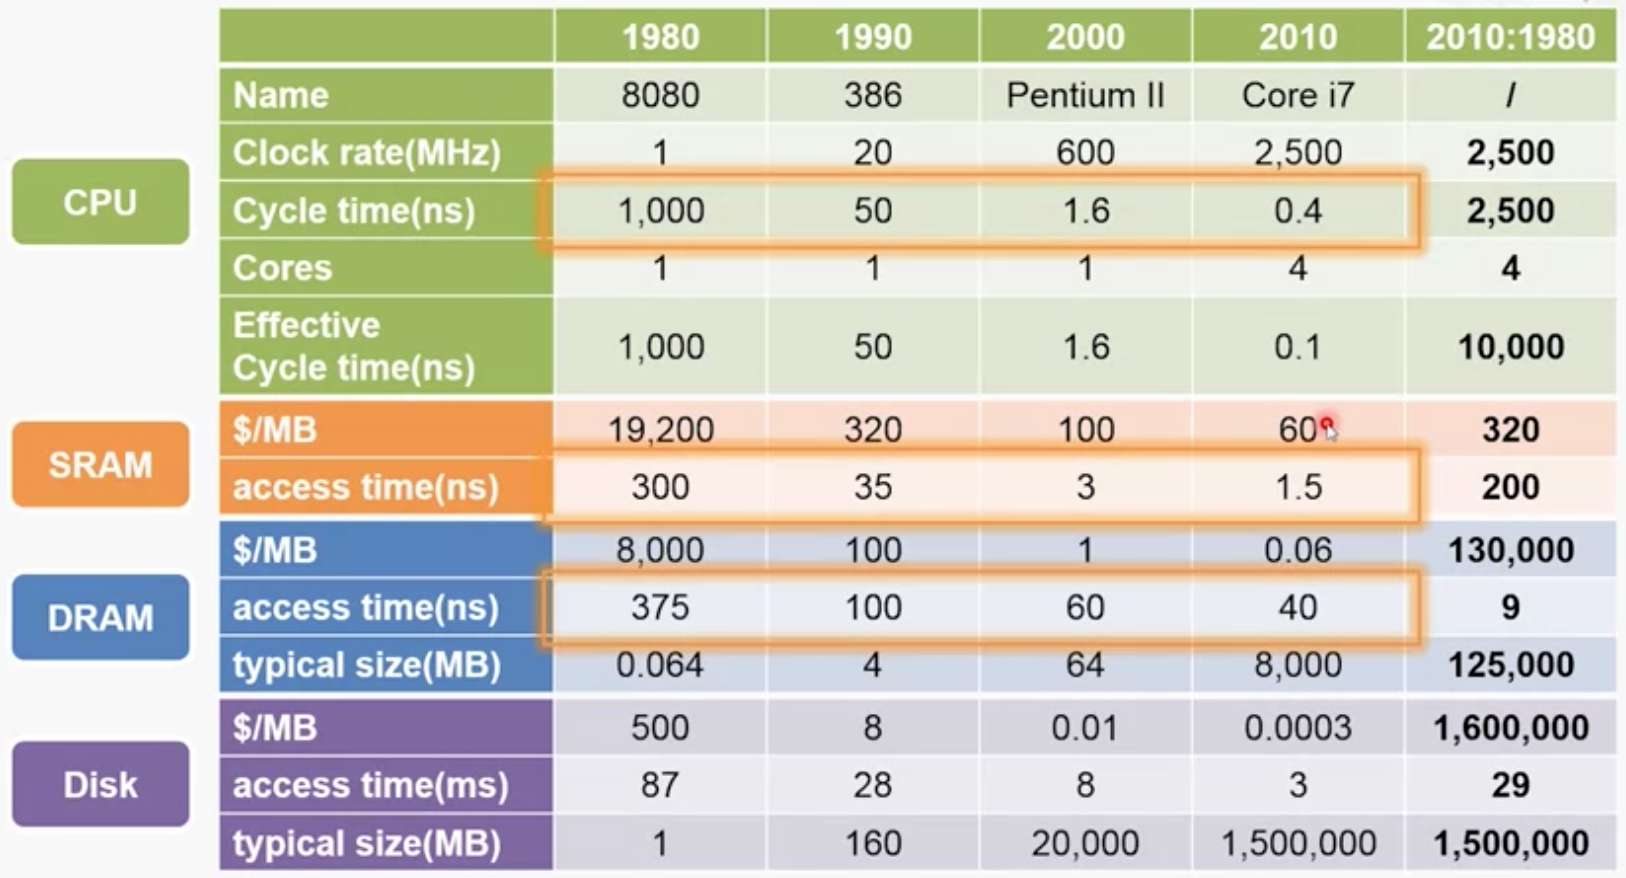 1980 1990 2000 2010 2010:1980
CPU
Name 8080 386 Pentium II Core i7 /
Clock rate(MHz) 1 20 600 2,500 2,500
Cycle time(ns) 1,000 50 1.6 0.4 2,500
Cores 1 1 1 4 4
Effective
Cycle time(ns) 1,000 50 1.6 0.1 10,000
SRAM
$/MB 19,200 320 100 60 320
access time(ns) 300 35 3 1.5 200
DRAM
$/MB 8,000 100 1 0.06 130,000
access time(ns) 375 100 60 40 9
typical size(MB) 0.064 4 64 8,000 125,000
Disk
$/MB 500 8 0.01 0.0003 1,600,000
access time(ms) 87 28 8 3 29
typical size(MB) 1 160 20,000 1,500,000 1,500,000